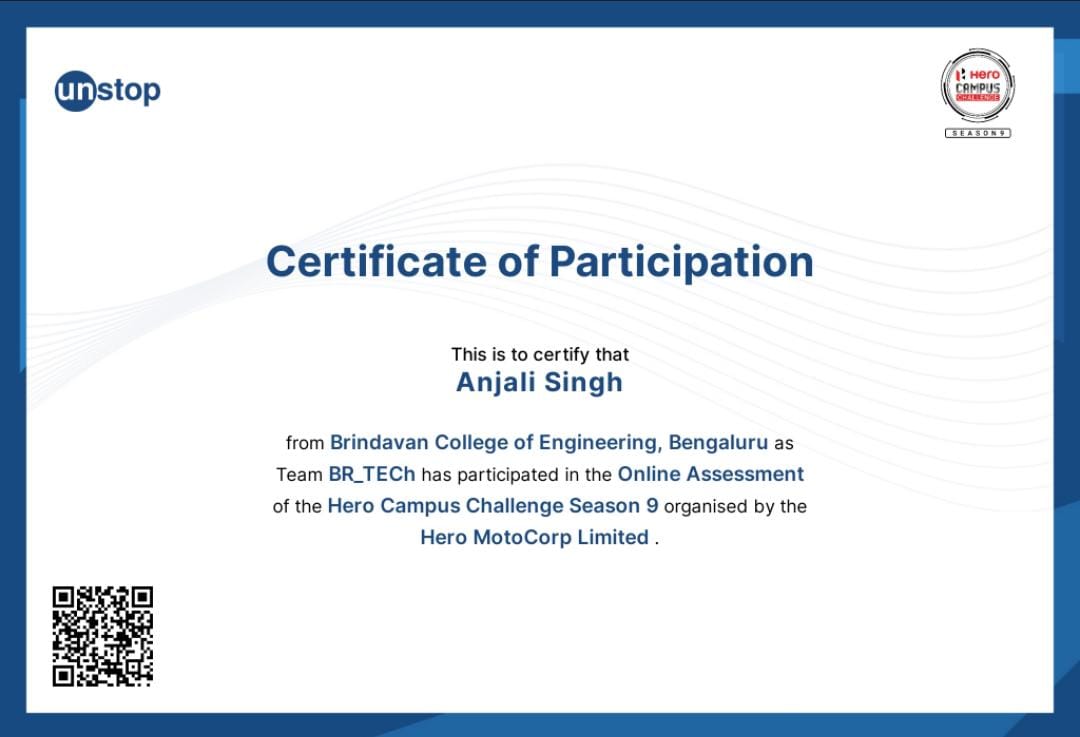 unstop
Hero
CAMPUS
CHALLENGE
SEASON 9
Certificate of Participation
This is to certify that
Anjali Singh
from Brindavan College of Engineering, Bengaluru as
Team BR_TECh has participated in the Online Assessment
of the Hero Campus Challenge Season 9 organised by the
Hero MotoCorp Limited .